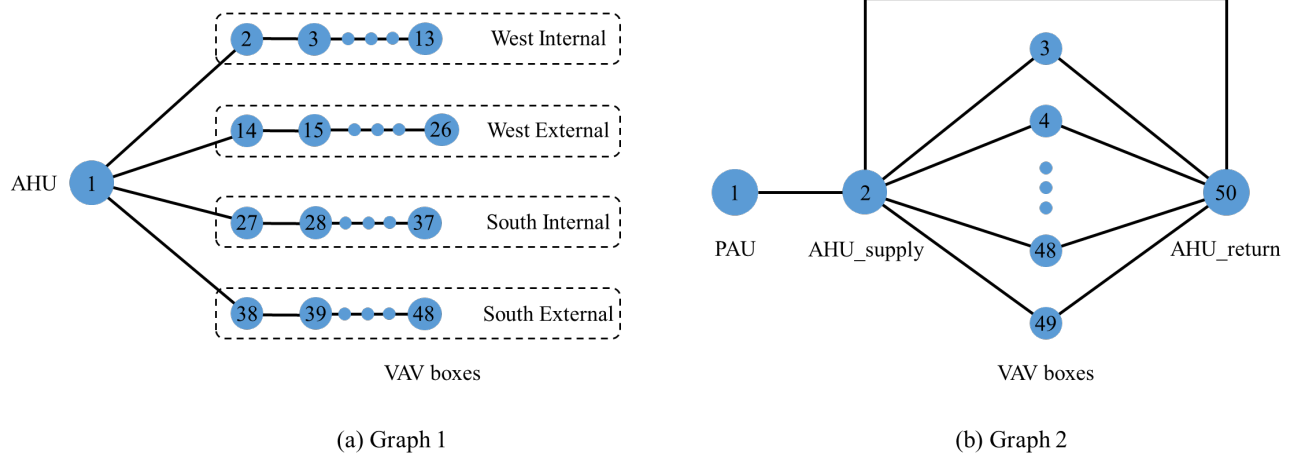 2 3 13 West Internal
14 15 26 West External
AHU 1
27 28 37 South Internal
38 39 48 South External
VAV boxes
(a) Graph 1
3
4
1 2 50
PAU AHU_supply AHU_return
48
49
VAV boxes
(b) Graph 2